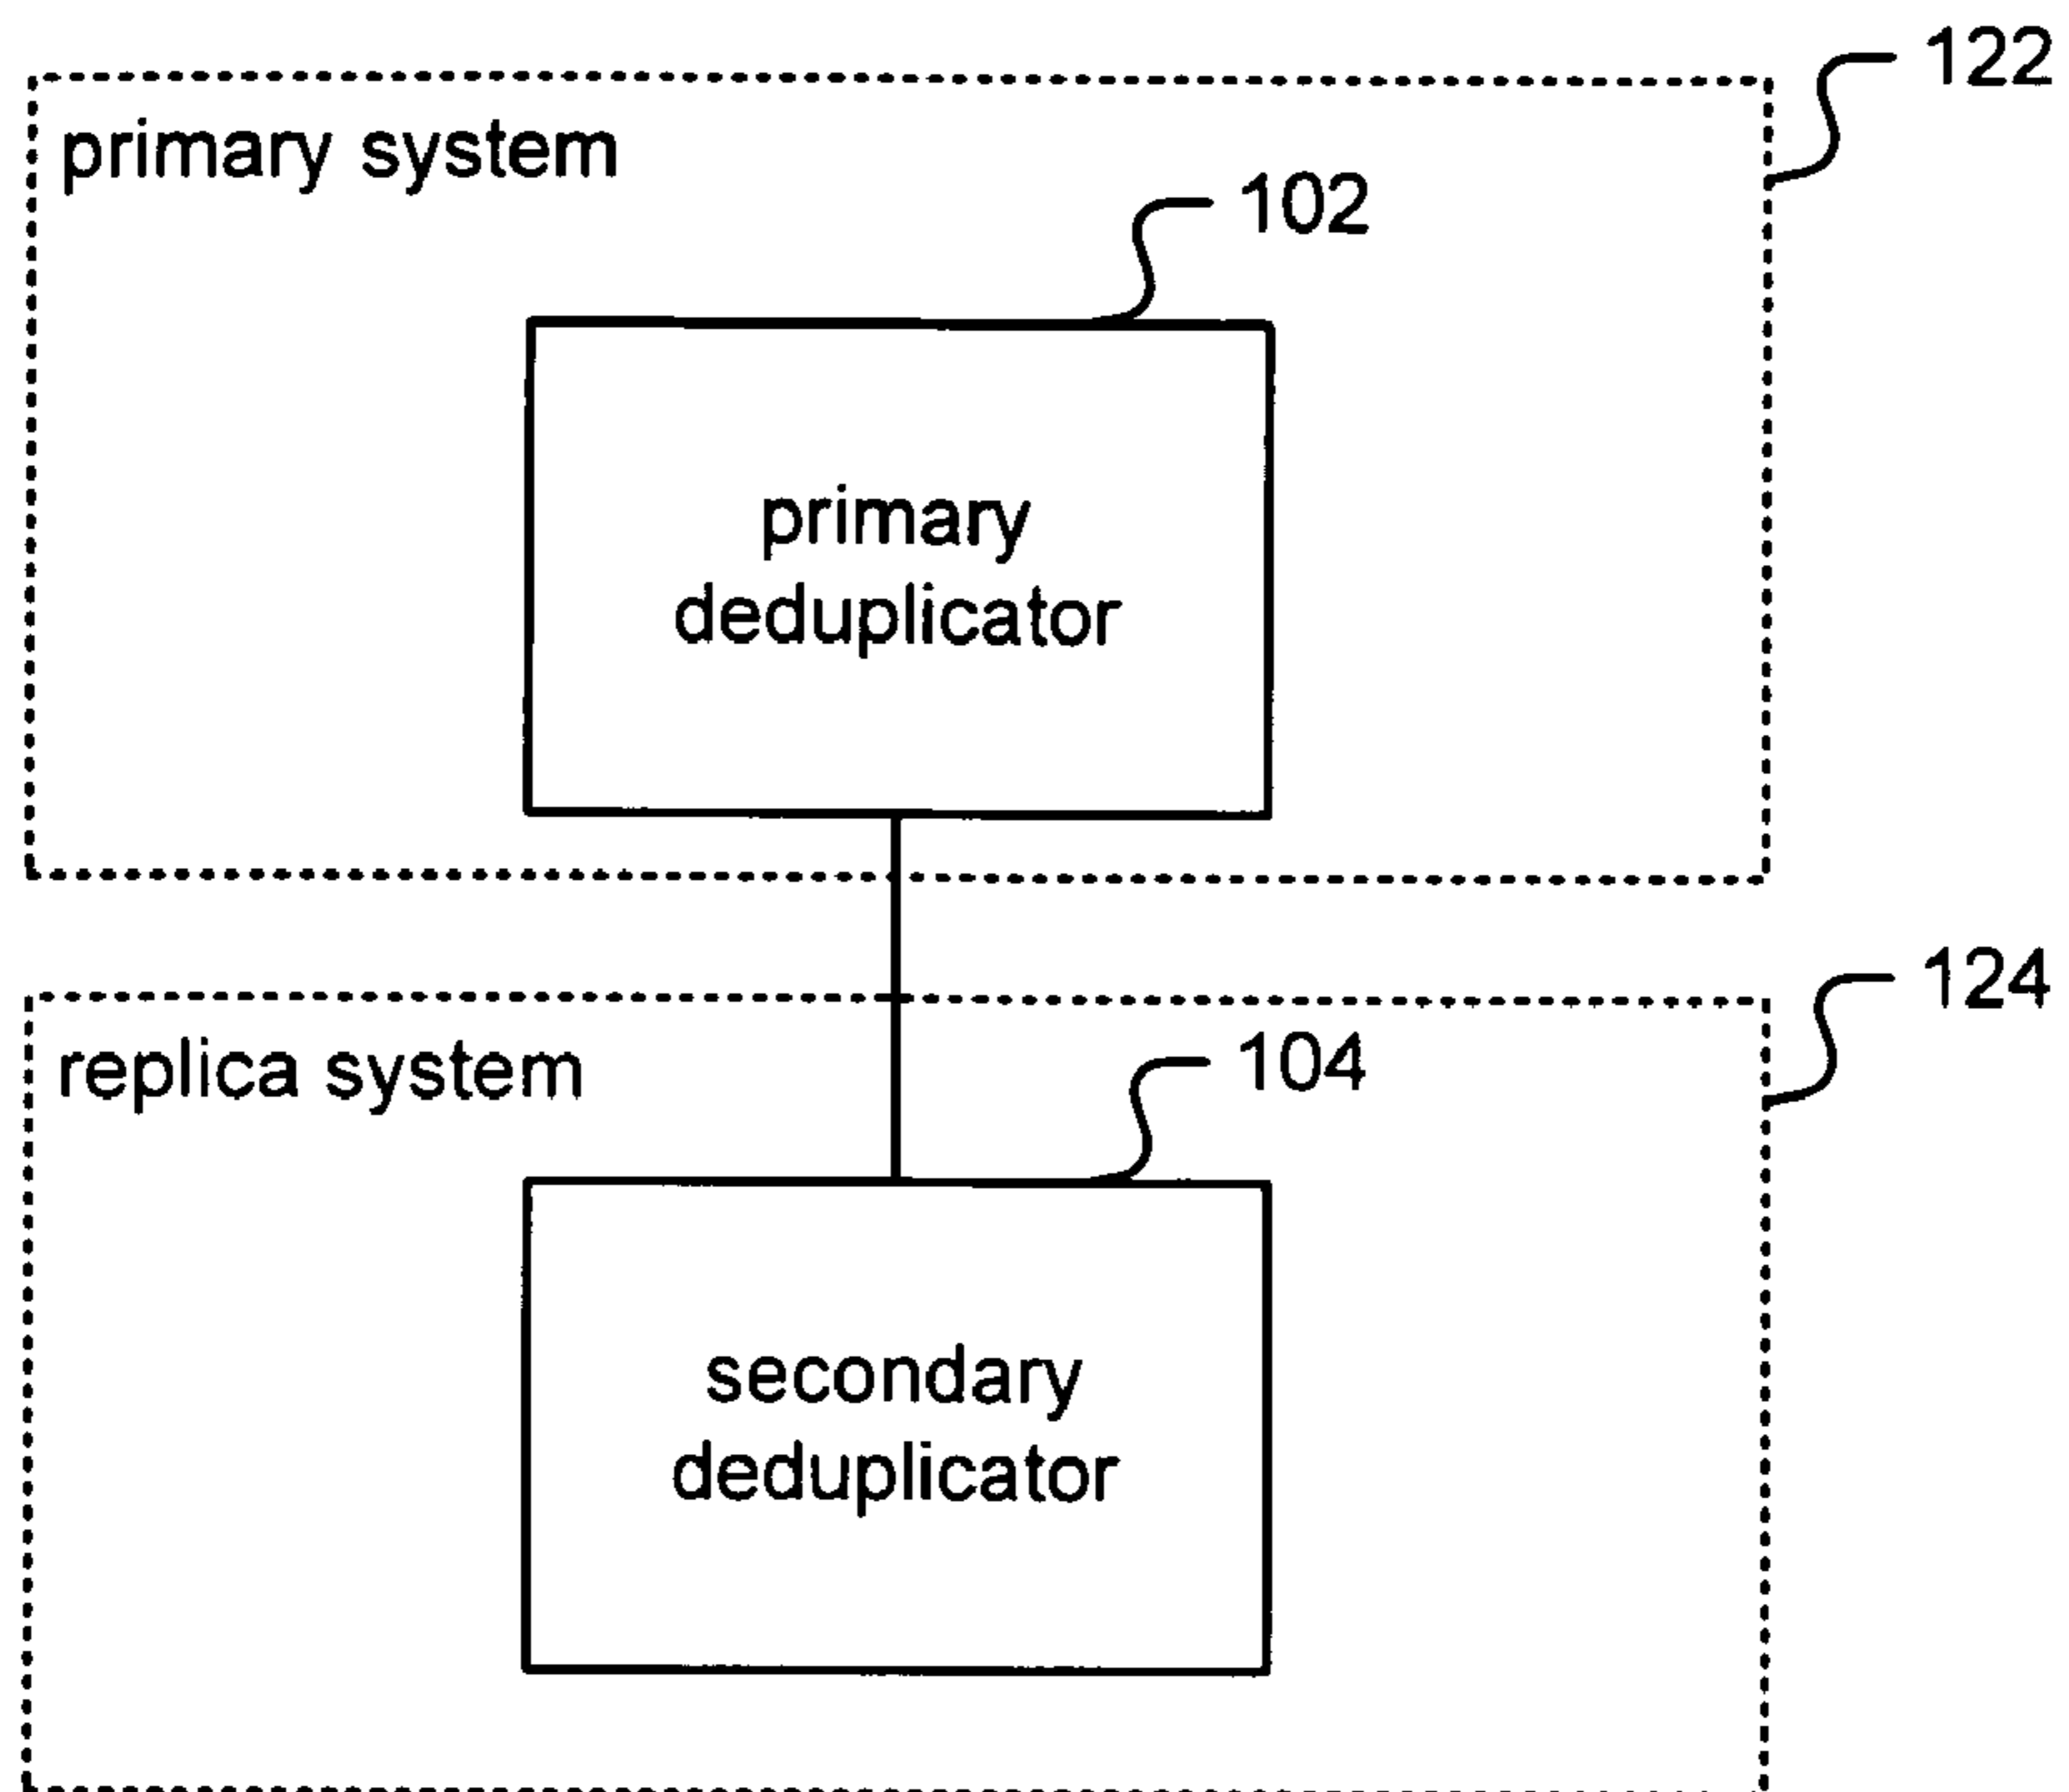 122
primary system
102
primary
deduplicator
124
replica system
104
secondary
deduplicator